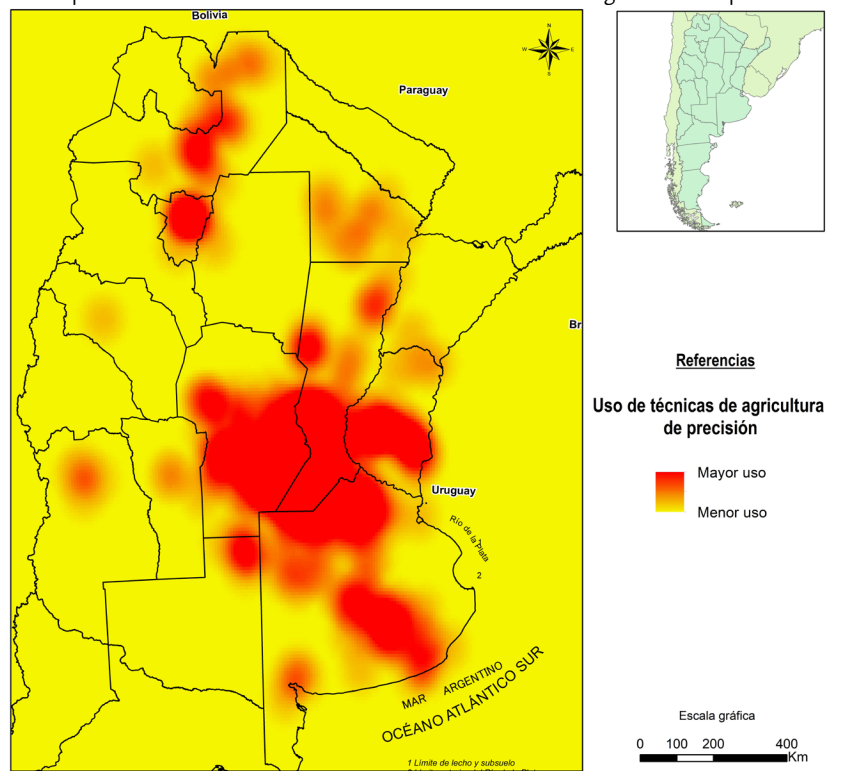 Bolivia
N
W E
S
Paraguay
Br
Referencias
Uso de técnicas de agricultura
de precisión
Mayor uso
Menor uso
Uruguay
Río de la Plata
1
2
MAR ARGENTINO
OCÉANO ATLÁNTICO SUR
Escala gráfica
0 100 200 400
Km
1 Límite de lecho y subsuelo